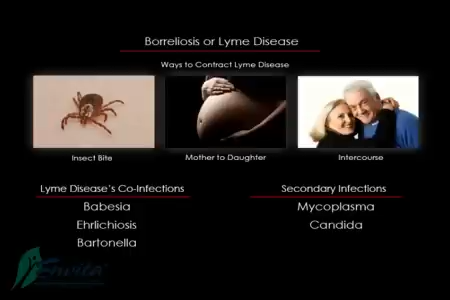 Borreliosis or Lyme Disease
Ways to Contract Lyme Disease
Insect Bite
Mother to Daughter
Intercourse
Lyme Disease's Co-Infections
Secondary Infections
Babesia
Mycoplasma
Ehrlichiosis
Candida
Bartonella
Envita